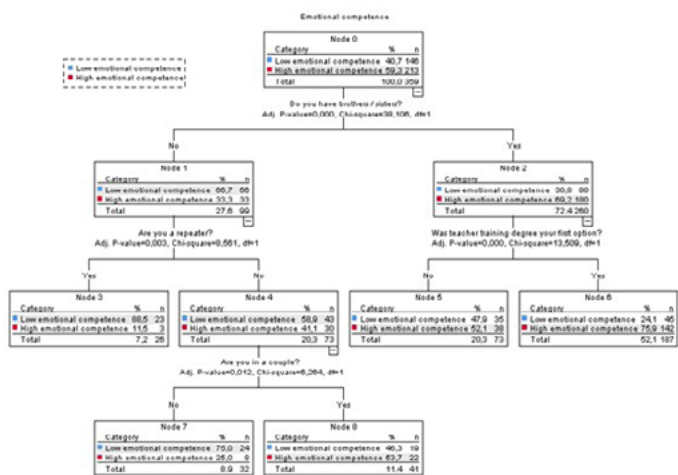 Emotional competence
Low emotional competence
High emotional competence
Node 0
Category % n
Low emotional competence 40,7 146
High emotional competence 59,3 213
Total 100,0 359
Do you have brothers / sisters?
Adj. P-value=0,000, Chi-square=38,106, df=1
No
Yes
Node 1
Category % n
Low emotional competence 66,7 66
High emotional competence 33,3 33
Total 27,6 99
Node 2
Category % n
Low emotional competence 30,8 80
High emotional competence 69,2 180
Total 72,4 260
Are you a repeater?
Adj. P-value=0,003, Chi-square=8,561, df=1
Was teacher training degree your first option?
Adj. P-value=0,000, Chi-square=13,509, df=1
Yes
No
No
Yes
Node 3
Category % n
Low emotional competence 88,5 23
High emotional competence 11,5 3
Total 7,2 26
Node 4
Category % n
Low emotional competence 58,9 43
High emotional competence 41,1 30
Total 20,3 73
Node 5
Category % n
Low emotional competence 47,9 35
High emotional competence 52,1 38
Total 20,3 73
Node 6
Category % n
Low emotional competence 24,1 45
High emotional competence 75,9 142
Total 52,1 187
Are you in a couple?
Adj. P-value=0,012, Chi-square=6,264, df=1
No
Yes
Node 7
Category % n
Low emotional competence 75,0 24
High emotional competence 25,0 8
Total 8,9 32
Node 8
Category % n
Low emotional competence 46,3 19
High emotional competence 53,7 22
Total 11,4 41